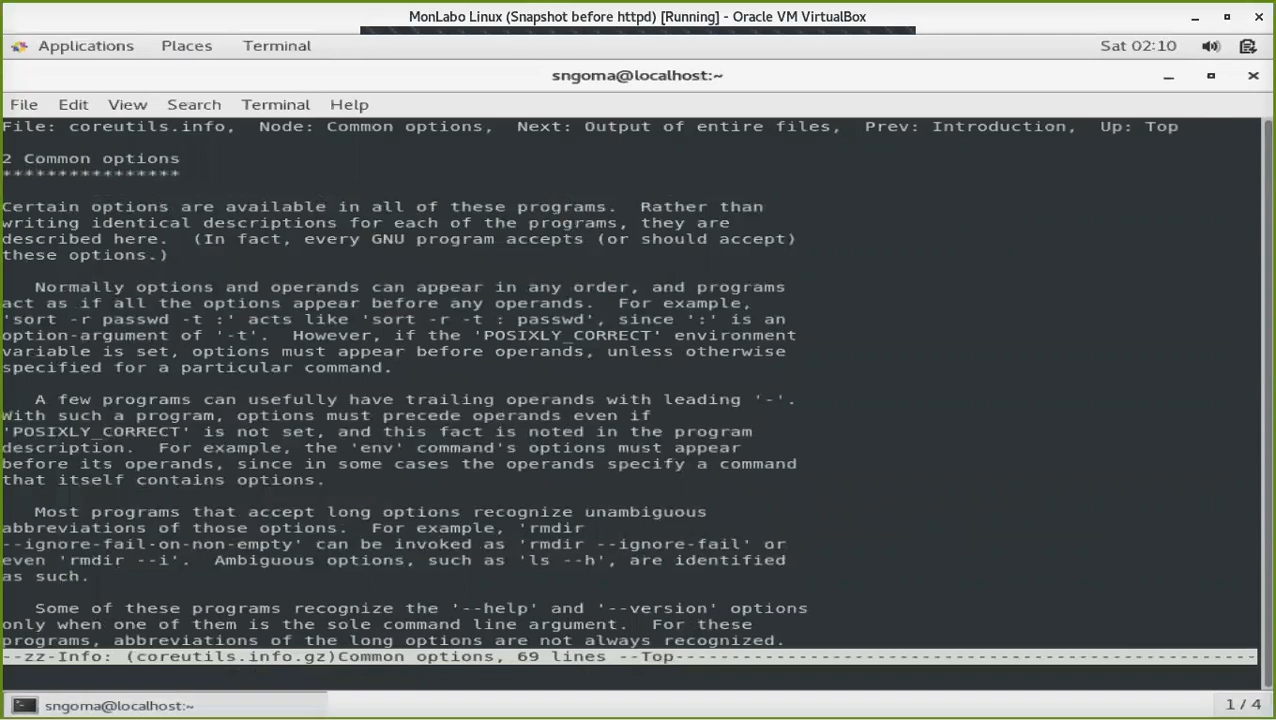 MonLabo Linux (Snapshot before httpd) [Running] - Oracle VM VirtualBox
Applications Places Terminal Sat 02:10
sngoma@localhost:~
File Edit View Search Terminal Help
File: coreutils.info,  Node: Common options,  Next: Output of entire files,  Prev: Introduction,  Up: Top
2 Common options
****************
Certain options are available in all of these programs.  Rather than
writing identical descriptions for each of the programs, they are
described here.  (In fact, every GNU program accepts (or should accept)
these options.)
Normally options and operands can appear in any order, and programs
act as if all the options appear before any operands.  For example,
'sort -r passwd -t :' acts like 'sort -r -t : passwd', since ':' is an
option-argument of '-t'.  However, if the 'POSIXLY_CORRECT' environment
variable is set, options must appear before operands, unless otherwise
specified for a particular command.
A few programs can usefully have trailing operands with leading '-'.
With such a program, options must precede operands even if
'POSIXLY_CORRECT' is not set, and this fact is noted in the program
description.  For example, the 'env' command's options must appear
before its operands, since in some cases the operands specify a command
that itself contains options.
Most programs that accept long options recognize unambiguous
abbreviations of those options.  For example, 'rmdir
--ignore-fail-on-non-empty' can be invoked as 'rmdir --ignore-fail' or
even 'rmdir --i'.  Ambiguous options, such as 'ls --h', are identified
as such.
Some of these programs recognize the '--help' and '--version' options
only when one of them is the sole command line argument.  For these
programs, abbreviations of the long options are not always recognized.
--zz-Info: (coreutils.info.gz)Common options, 69 lines --Top----------------------------------------------------
sngoma@localhost:~ 1 / 4